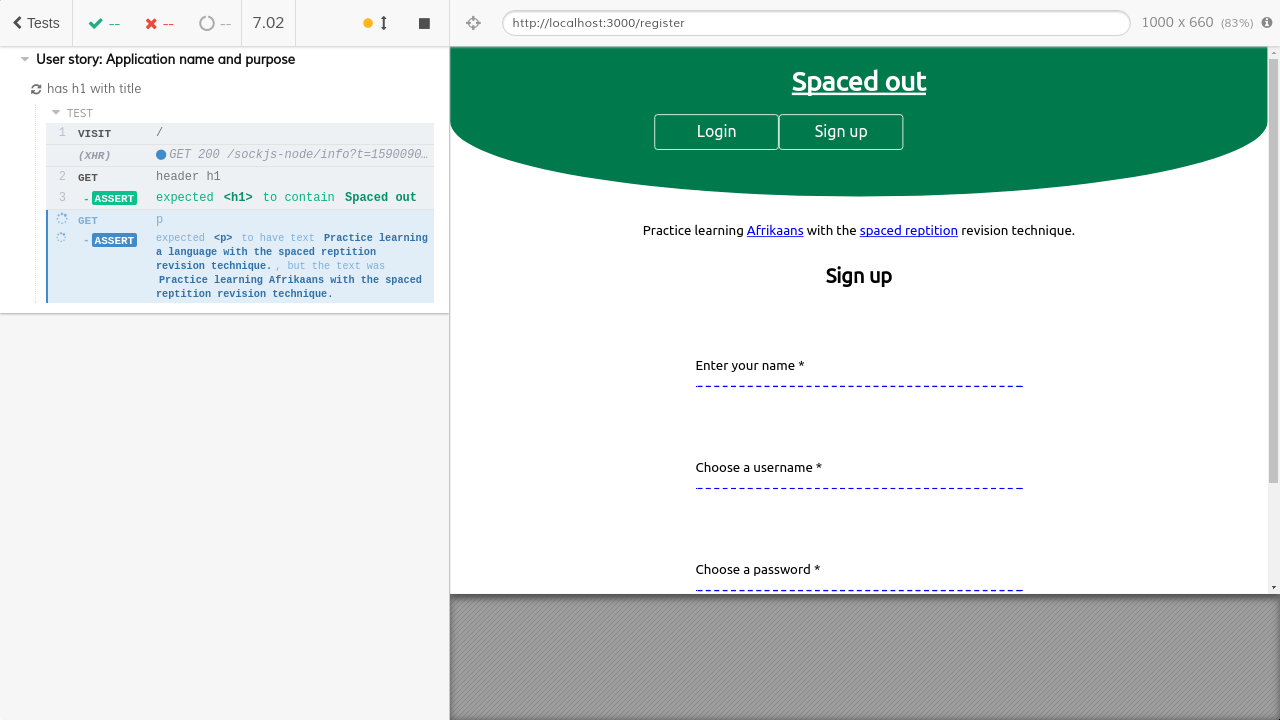 Tests -- -- -- 7.02
http://localhost:3000/register 1000 x 660 (83%)
User story: Application name and purpose
has h1 with title
TEST
1 VISIT /
(XHR) GET 200 /sockjs-node/info?t=1590090…
2 GET header h1
3 -ASSERT expected <h1> to contain Spaced out
GET p
-ASSERT expected <p> to have text Practice learning
a language with the spaced reptition
revision technique. , but the text was
Practice learning Afrikaans with the spaced
reptition revision technique.
Spaced out
Login Sign up
Practice learning Afrikaans with the spaced reptition revision technique.
Sign up
Enter your name *
Choose a username *
Choose a password *